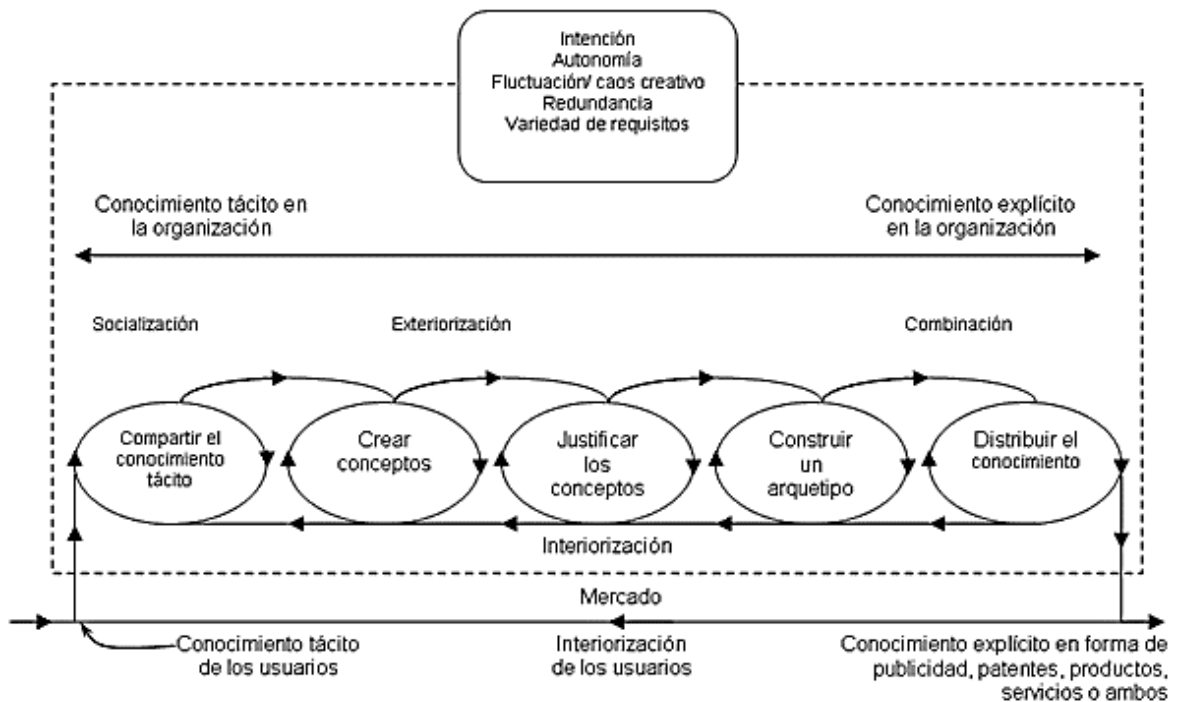 Intención
Autonomía
Fluctuación/ caos creativo
Redundancia
Variedad de requisitos
Conocimiento tácito en
la organización
Conocimiento explícito
en la organización
Socialización
Exteriorización
Combinación
Compartir el
conocimiento
tácito
Crear
conceptos
Justificar
los
conceptos
Construir
un
arquetipo
Distribuir el
conocimiento
Interiorización
Mercado
Conocimiento tácito
de los usuarios
Interiorización
de los usuarios
Conocimiento explícito en forma de
publicidad, patentes, productos,
servicios o ambos